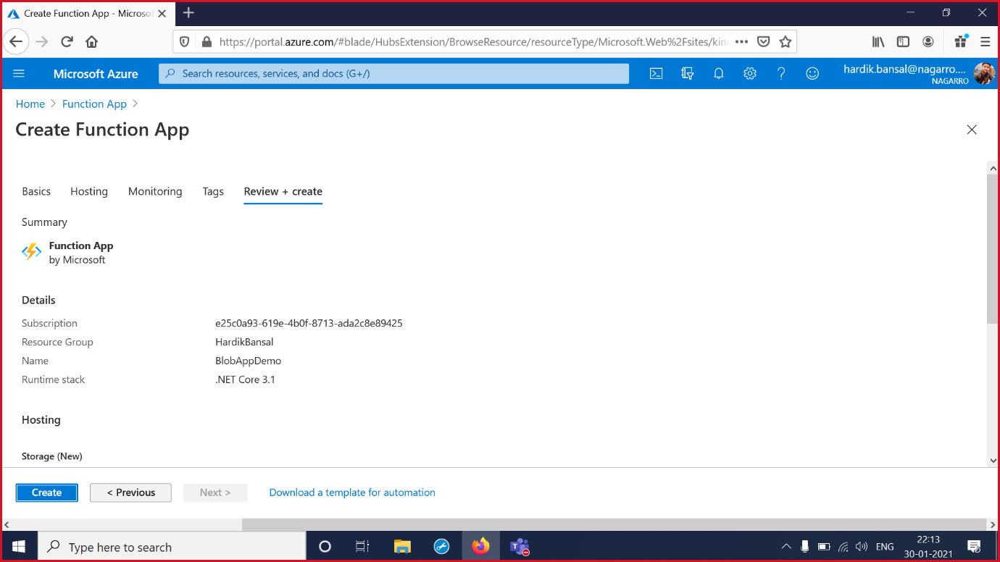 Create Function App - Microsof
https://portal.azure.com/#blade/HubsExtension/BrowseResource/resourceType/Microsoft.Web%2Fsites/kin
Microsoft Azure
Search resources, services, and docs (G+/)
hardik.bansal@nagarro....
NAGARRO
Home > Function App >
Create Function App
Basics Hosting Monitoring Tags Review + create
Summary
Function App
by Microsoft
Details
Subscription e25c0a93-619e-4b0f-8713-ada2c8e89425
Resource Group HardikBansal
Name BlobAppDemo
Runtime stack .NET Core 3.1
Hosting
Storage (New)
Create < Previous Next > Download a template for automation
Type here to search
ENG
22:13
30-01-2021